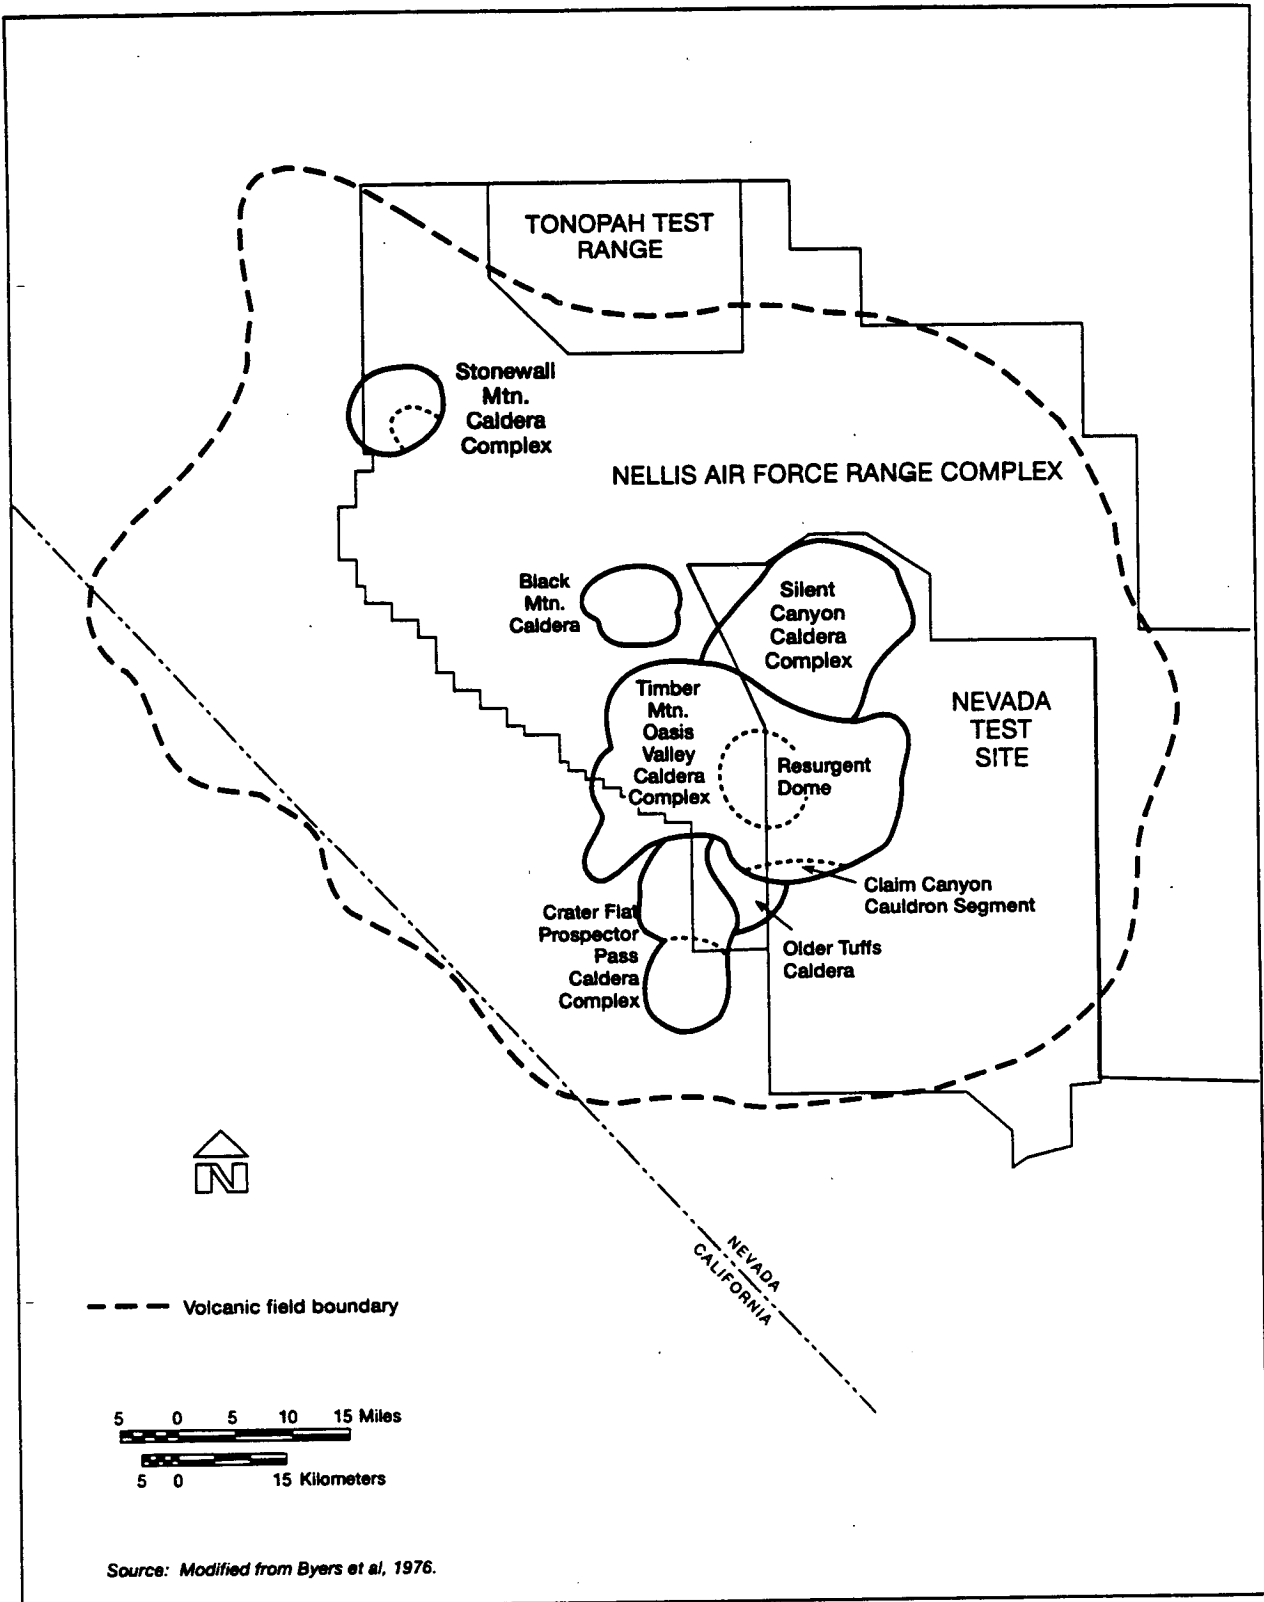 TONOPAH TEST
RANGE
Stonewall
Mtn.
Caldera
Complex
NELLIS AIR FORCE RANGE COMPLEX
Black
Mtn.
Caldera
Silent
Canyon
Caldera
Complex
Timber
Mtn.
Oasis
Valley
Caldera
Complex
NEVADA
TEST
SITE
Resurgent
Dome
Claim Canyon
Cauldron Segment
Crater Flat
Prospector
Pass
Caldera
Complex
Older Tuffs
Caldera
N
NEVADA
CALIFORNIA
Volcanic field boundary
5 0 5 10 15 Miles
5 0 15 Kilometers
Source: Modified from Byers et al, 1976.